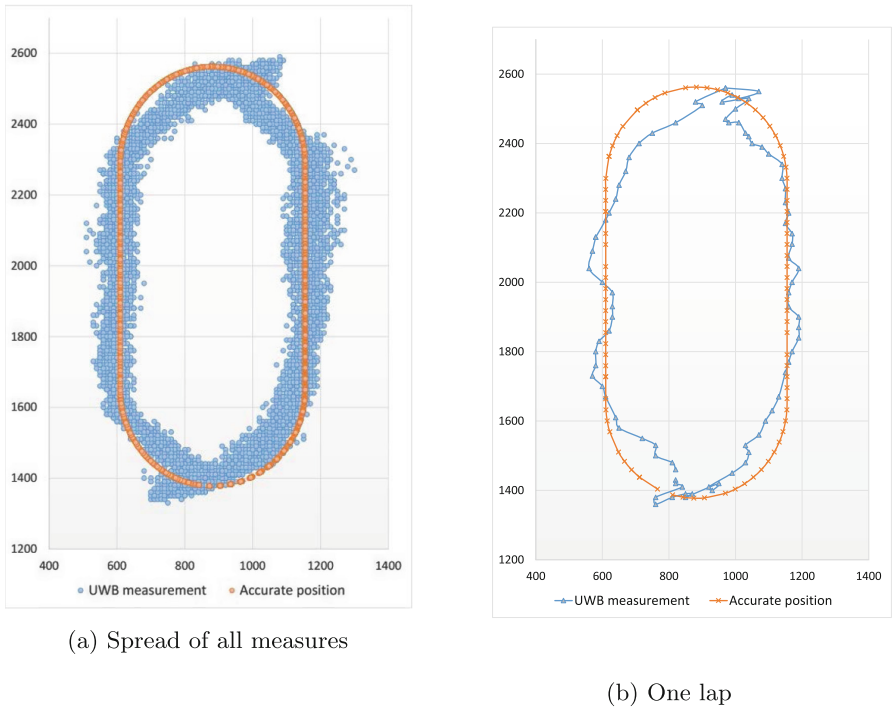 2600
2400
2200
2000
1800
1600
1400
1200
400 600 800 1000 1200 1400
UWB measurement Accurate position
(a) Spread of all measures
2600
2400
2200
2000
1800
1600
1400
1200
400 600 800 1000 1200 1400
UWB measurement Accurate position
(b) One lap